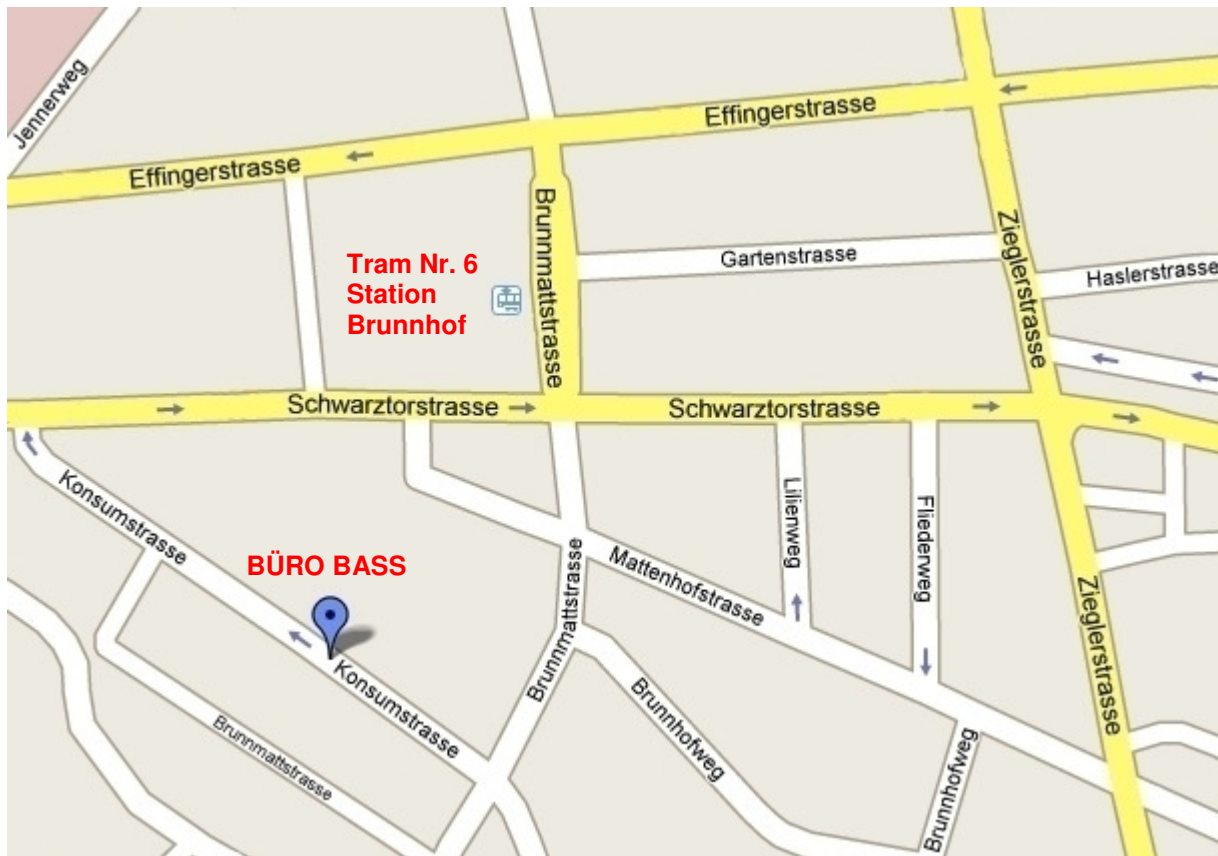 Jennerweg
Effingerstrasse
Effingerstrasse
Brunnmattstrasse
Zieglerstrasse
Gartenstrasse
Haslerstrasse
Tram Nr. 6
Station
Brunnhof
Schwarztorstrasse
Schwarztorstrasse
Konsumstrasse
Lilienweg
Fliederweg
BÜRO BASS
Mattenhofstrasse
Brunnmattstrasse
Zieglerstrasse
Konsumstrasse
Brunnhofweg
Brunnmattstrasse
Brunnhofweg